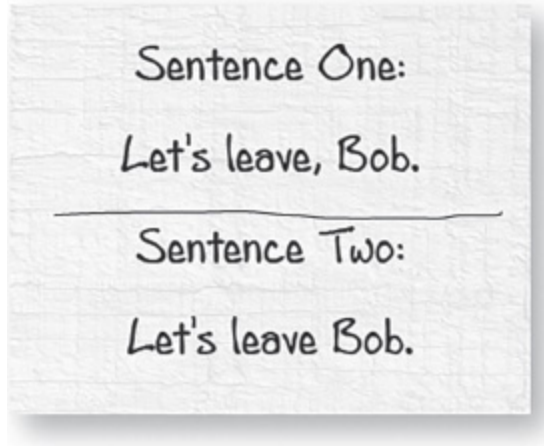 Sentence One:
Let's leave, Bob.
Sentence Two:
Let's leave Bob.